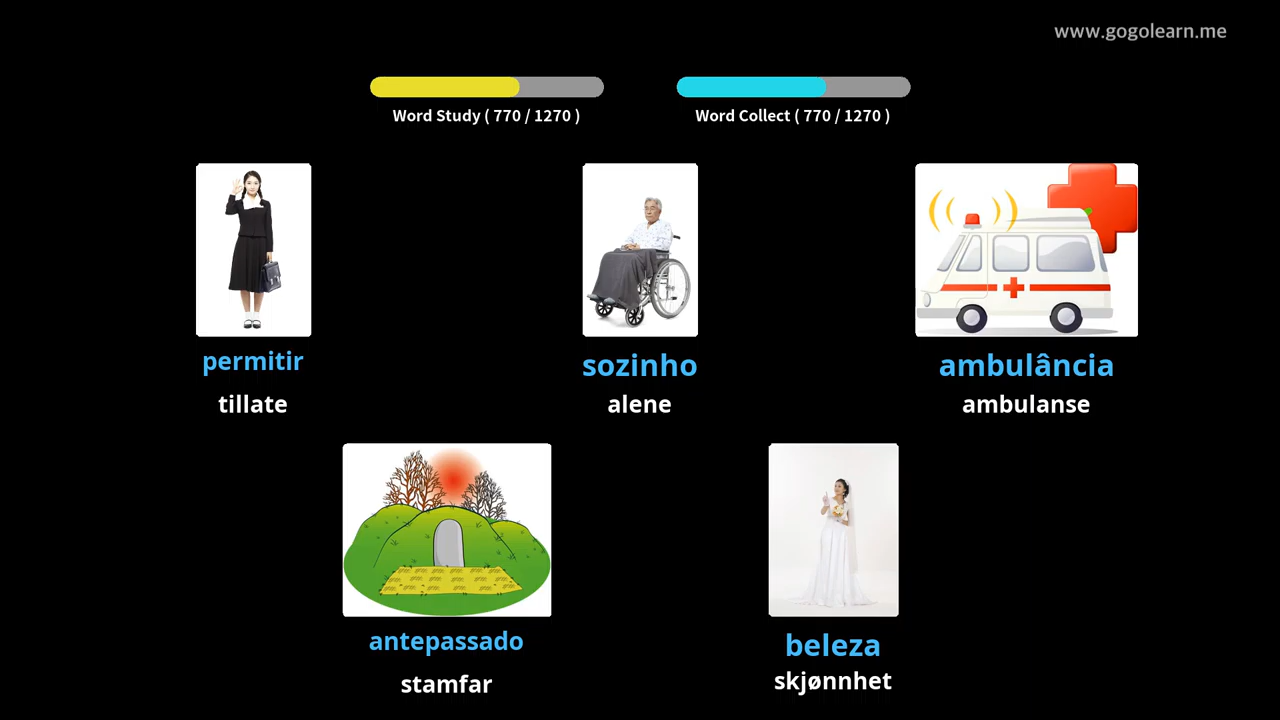 www.gogolearn.me
Word Study ( 770 / 1270 )
Word Collect ( 770 / 1270 )
permitir
tillate
sozinho
alene
ambulância
ambulanse
antepassado
stamfar
beleza
skjønnhet